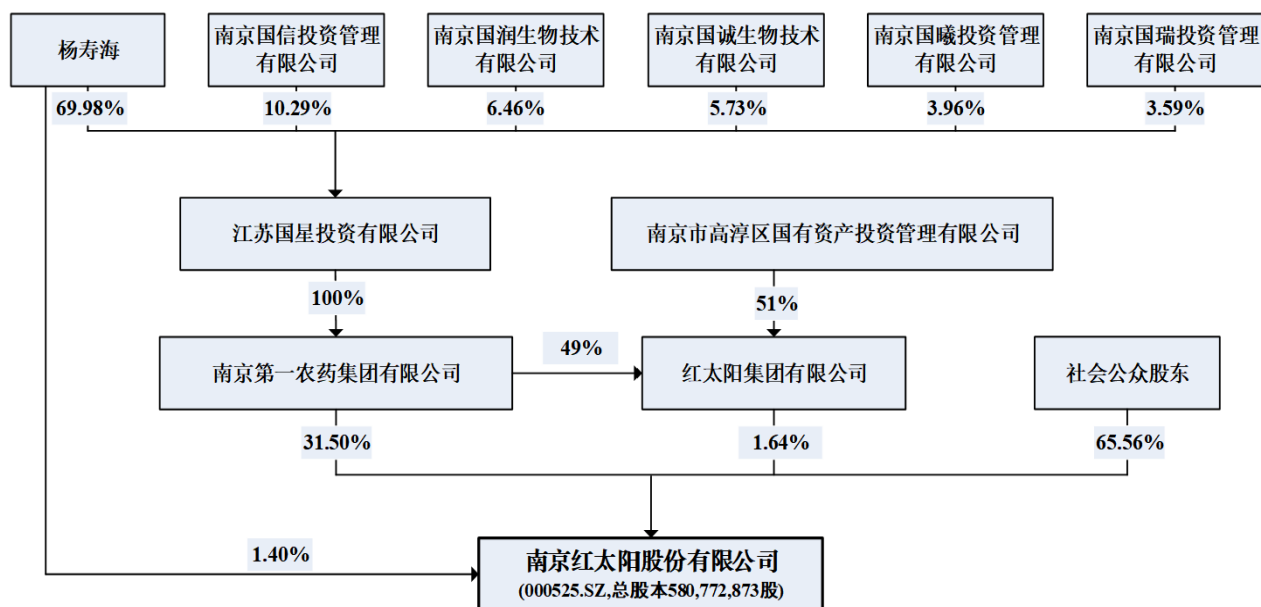 杨寿海
南京国信投资管理
有限公司
南京国润生物技术
有限公司
南京国诚生物技术
有限公司
南京国曦投资管理
有限公司
南京国瑞投资管理
有限公司
69.98%
10.29%
6.46%
5.73%
3.96%
3.59%
江苏国星投资有限公司
南京市高淳区国有资产投资管理有限公司
100%
51%
南京第一农药集团有限公司
49%
红太阳集团有限公司
社会公众股东
31.50%
1.64%
65.56%
1.40%
南京红太阳股份有限公司
(000525.SZ,总股本580,772,873股)